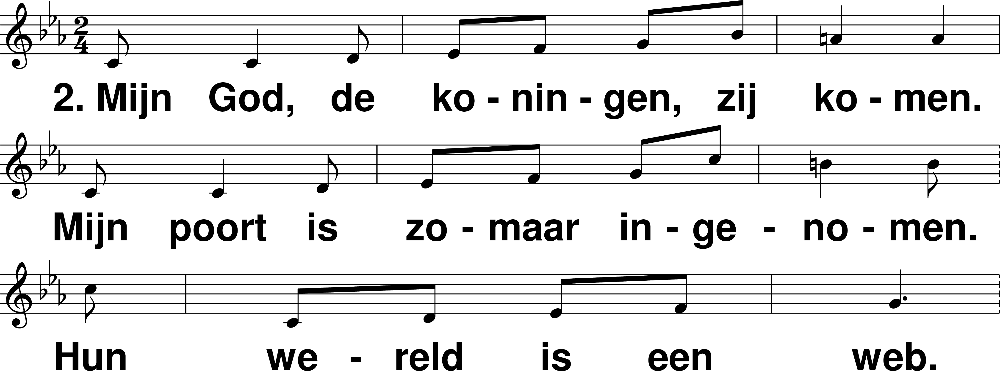 2. Mijn God, de ko - nin - gen, zij ko - men.
Mijn poort is zo - maar in - ge - no - men.
Hun we - reld is een web.